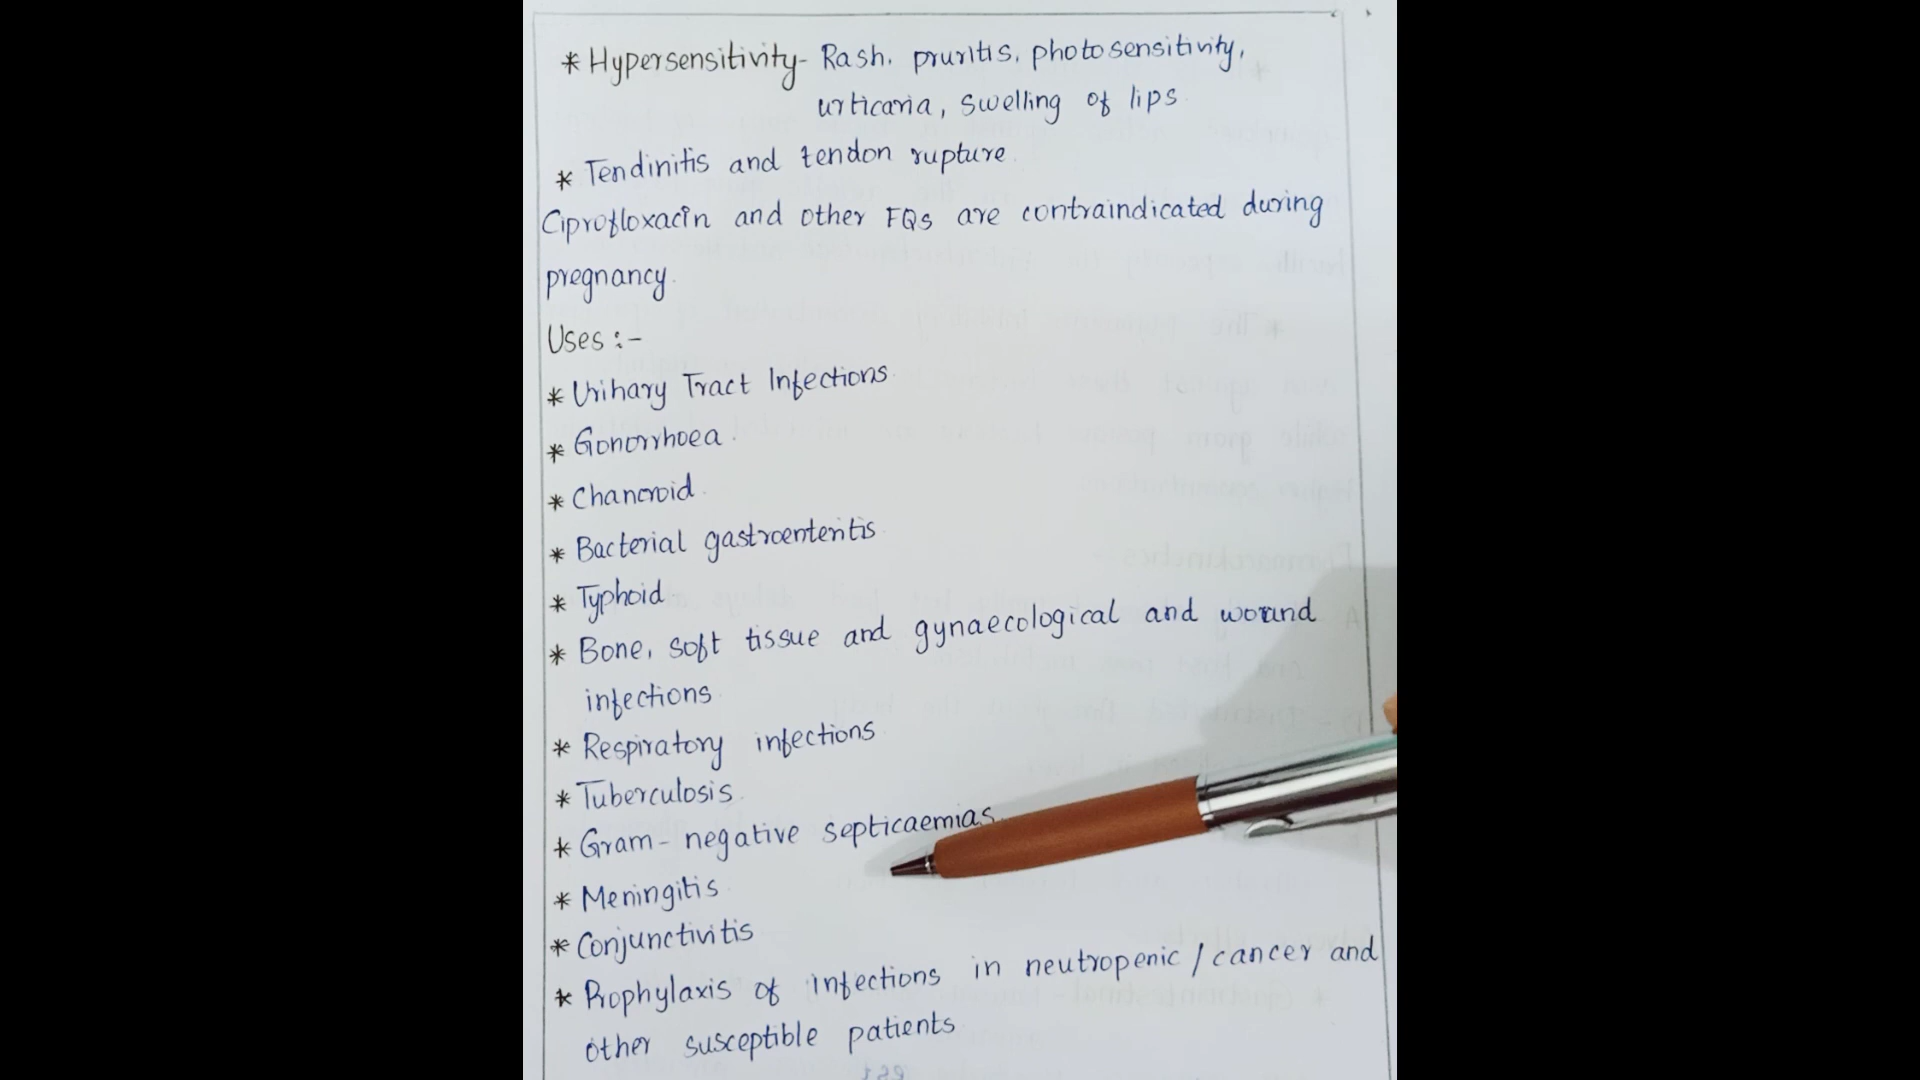 * Hypersensitivity- Rash, pruritis, photosensitivity,
urticaria, swelling of lips
* Tendinitis and tendon rupture
Ciprofloxacin and other FQs are contraindicated during
pregnancy.
Uses :-
* Urinary Tract Infections
* Gonorrhoea.
* Chancroid.
* Bacterial gastroenteritis
* Typhoid
* Bone, soft tissue and gynaecological and wound
infections
* Respiratory infections
* Tuberculosis.
* Gram- negative septicaemias
* Meningitis
* Conjunctivitis
* Prophylaxis of infections in neutropenic / cancer and
other susceptible patients